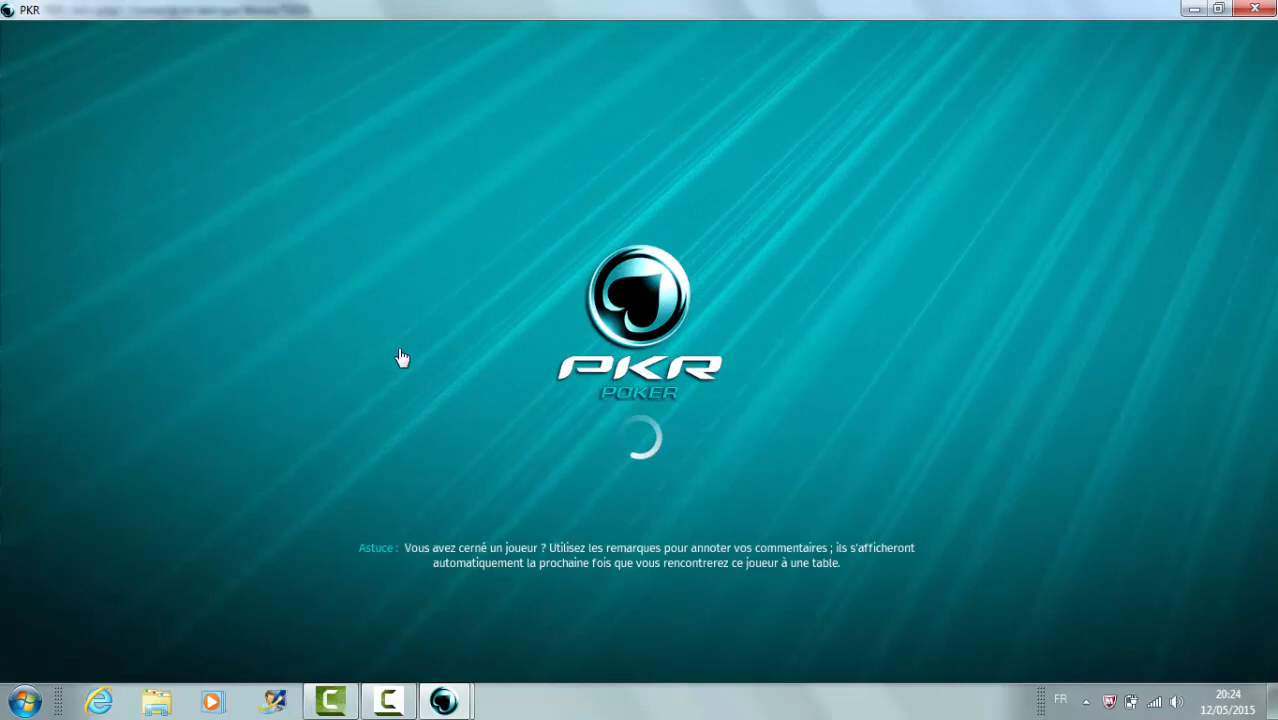 PKR
PKR
POKER
Astuce : Vous avez cerné un joueur ? Utilisez les remarques pour annoter vos commentaires ; ils s'afficheront
automatiquement la prochaine fois que vous rencontrerez ce joueur à une table.
FR
20:24
12/05/2015